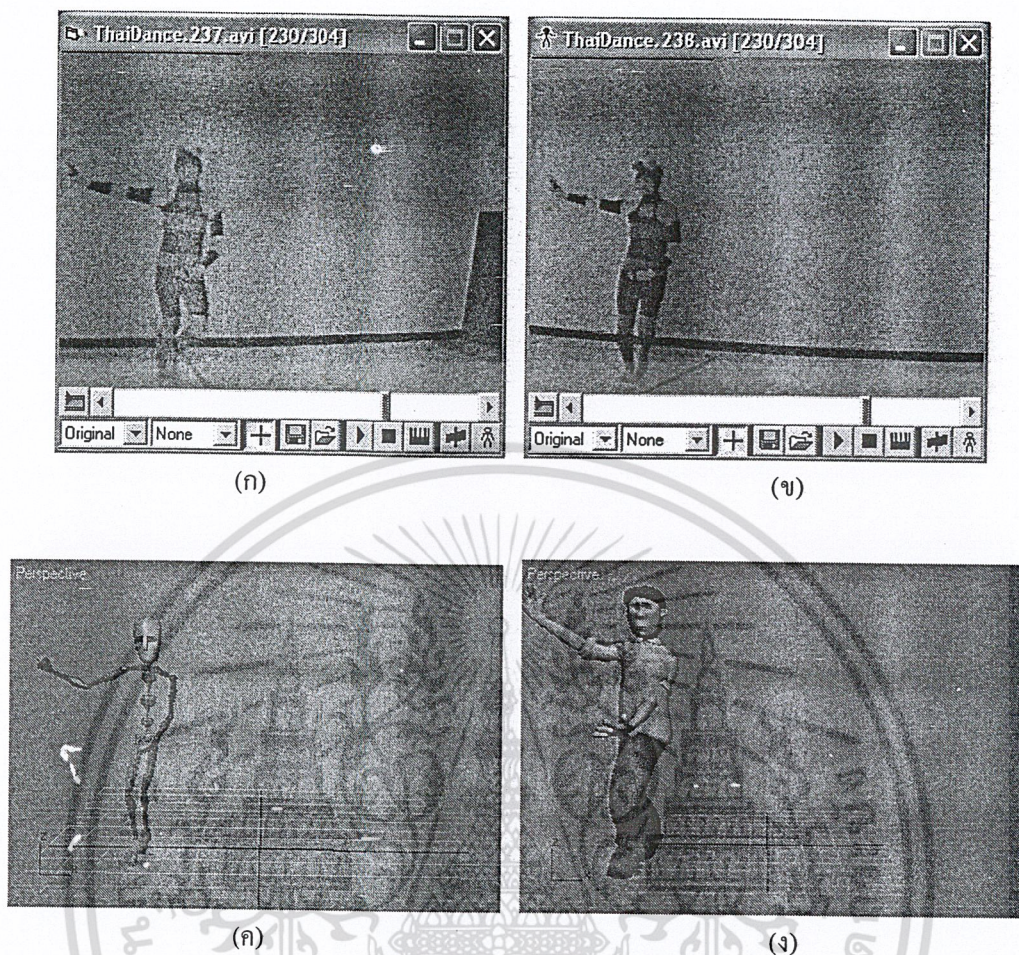 ThaiDance.237.avi [230/304]
ThaiDance.238.avi [230/304]
Original None
Original None
(ก)
(ข)
Perspective
Perspective
(ค)
(ง)